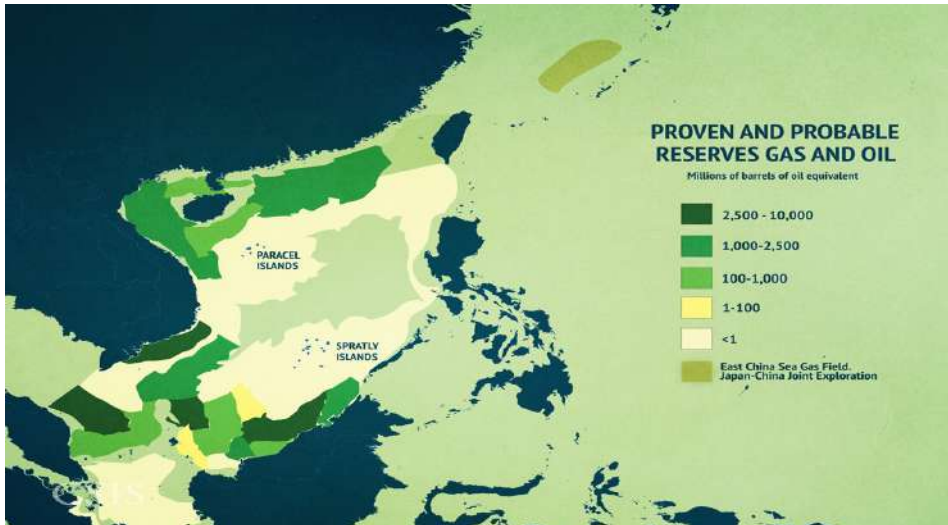 PROVEN AND PROBABLE
RESERVES GAS AND OIL
Millions of barrels of oil equivalent
2,500 - 10,000
1,000-2,500
100-1,000
1-100
<1
East China Sea Gas Field.
Japan-China Joint Exploration
PARACEL
ISLANDS
SPRATLY
ISLANDS
CSIS